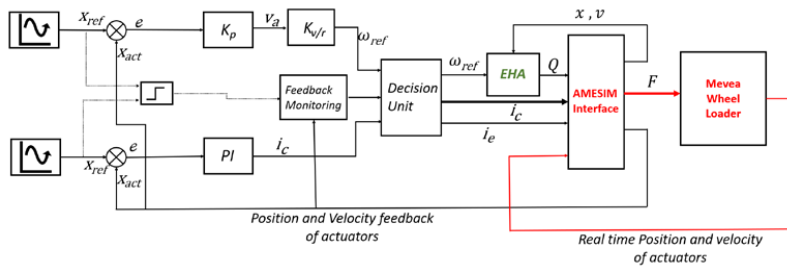 X_ref
e
K_p
v_a
K_v/r
ω_ref
x_act
Feedback
Monitoring
Decision
Unit
ω_ref
EHA
x , v
Q
AMESIM
Interface
F
Mevea
Wheel
Loader
i_c
i_e
x_ref
e
x_act
PI
i_c
Position and Velocity feedback
of actuators
Real time Position and velocity
of actuators